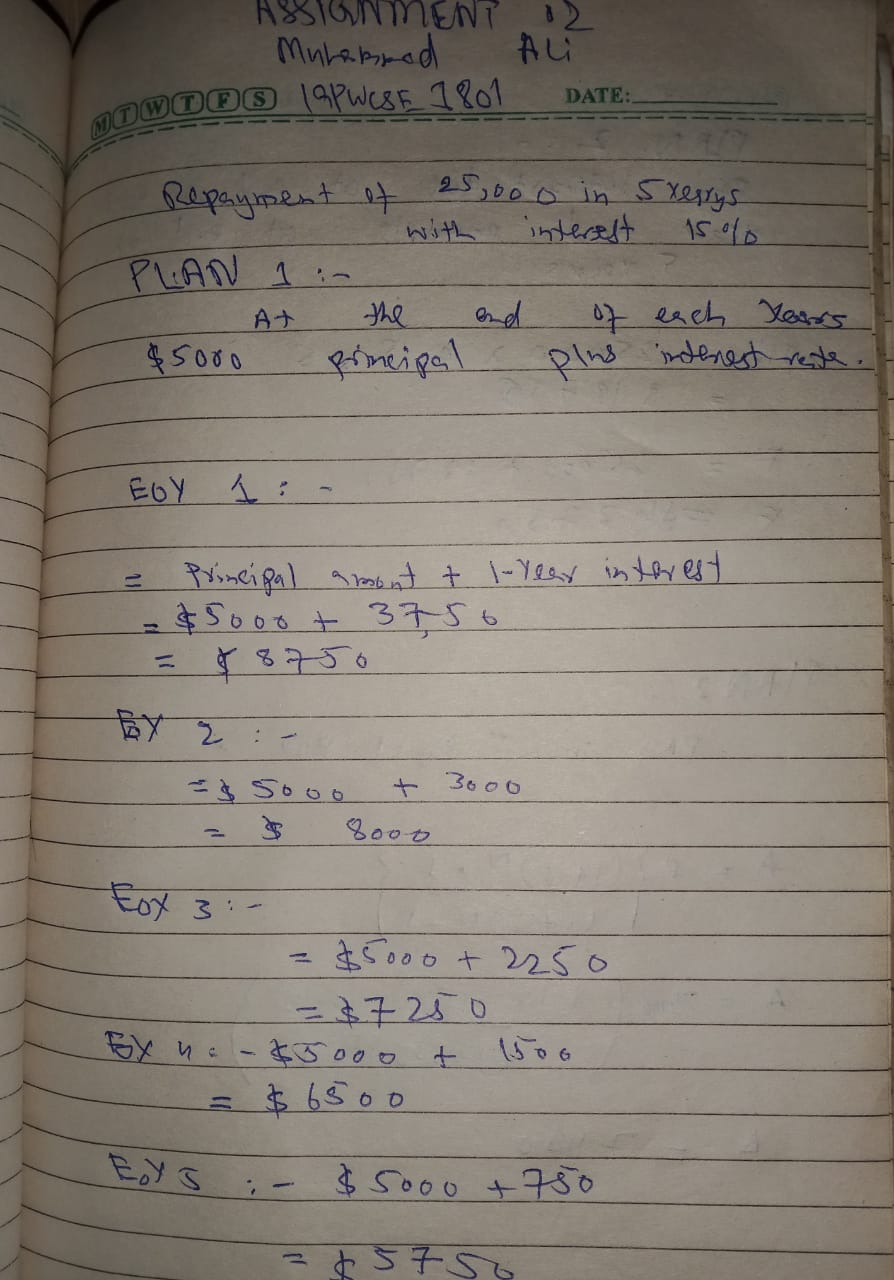 ASSIGNMENT 02
Muhammad Ali
M T W T F S 19PWCSE 1801 DATE:
Repayment of 25,000 in 5 Years
with interest 15%
PLAN 1 :-
At the end of each Years
$5000 principal plus interest rate.
EOY 1 : -
= Principal amount + 1-Year interest
= $5000 + 3750
= $ 8750
EOY 2 : -
= $ 5000 + 3000
= $ 8000
EOY 3 : -
= $5000 + 2250
= $7250
EOY 4 : - $5000 + 1500
= $ 6500
EOY 5 : - $ 5000 + 750
= $ 5750